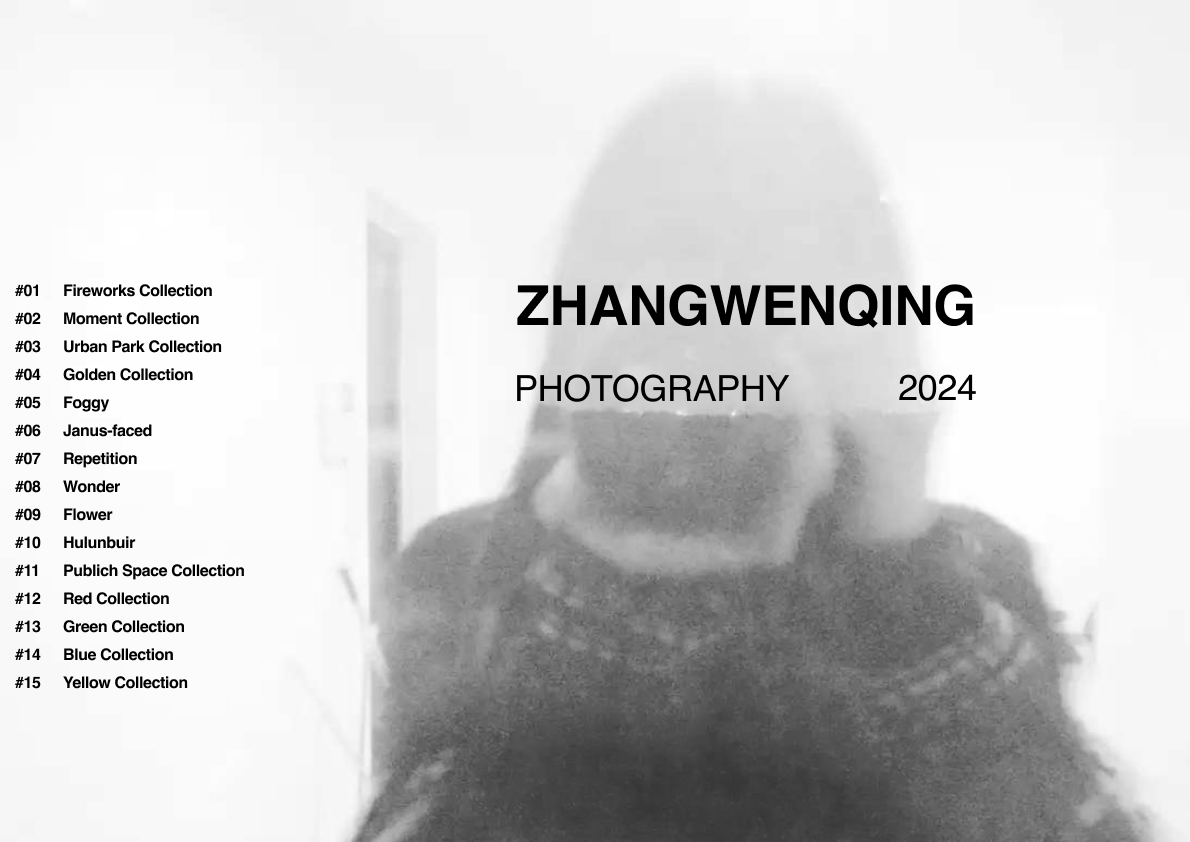 #01 Fireworks Collection
#02 Moment Collection
#03 Urban Park Collection
#04 Golden Collection
#05 Foggy
#06 Janus-faced
#07 Repetition
#08 Wonder
#09 Flower
#10 Hulunbuir
#11 Publich Space Collection
#12 Red Collection
#13 Green Collection
#14 Blue Collection
#15 Yellow Collection
ZHANGWENQING
PHOTOGRAPHY 2024